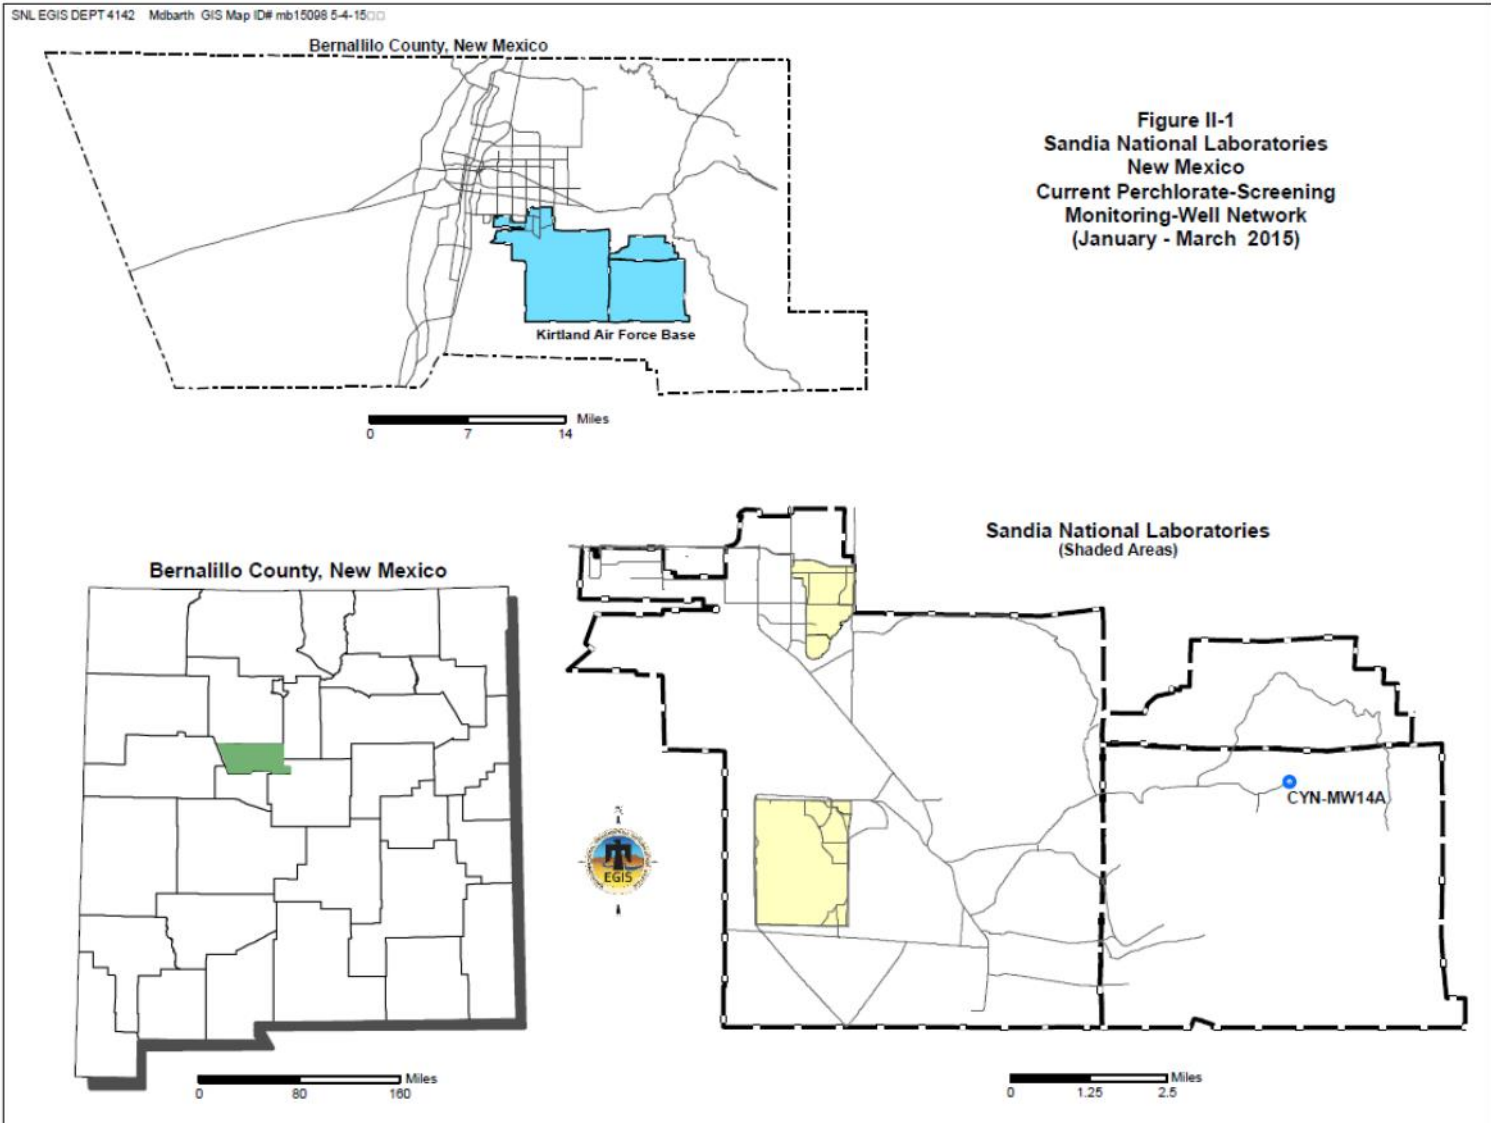 SNL EGIS DEPT 4142 Mdbarth GIS Map ID# mb15098 5-4-15□□
Bernallilo County, New Mexico
Figure II-1
Sandia National Laboratories
New Mexico
Current Perchlorate-Screening
Monitoring-Well Network
(January - March 2015)
Kirtland Air Force Base
Miles
0 7 14
Sandia National Laboratories
(Shaded Areas)
Bernalillo County, New Mexico
CYN-MW14A
N
EGIS
Miles
0 80 160
Miles
0 1.25 2.5